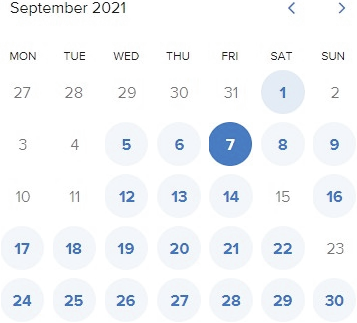 September 2021
MON TUE WED THU FRI SAT SUN
27 28 29 30 31 1 2
3 4 5 6 7 8 9
10 11 12 13 14 15 16
17 18 19 20 21 22 23
24 25 26 27 28 29 30